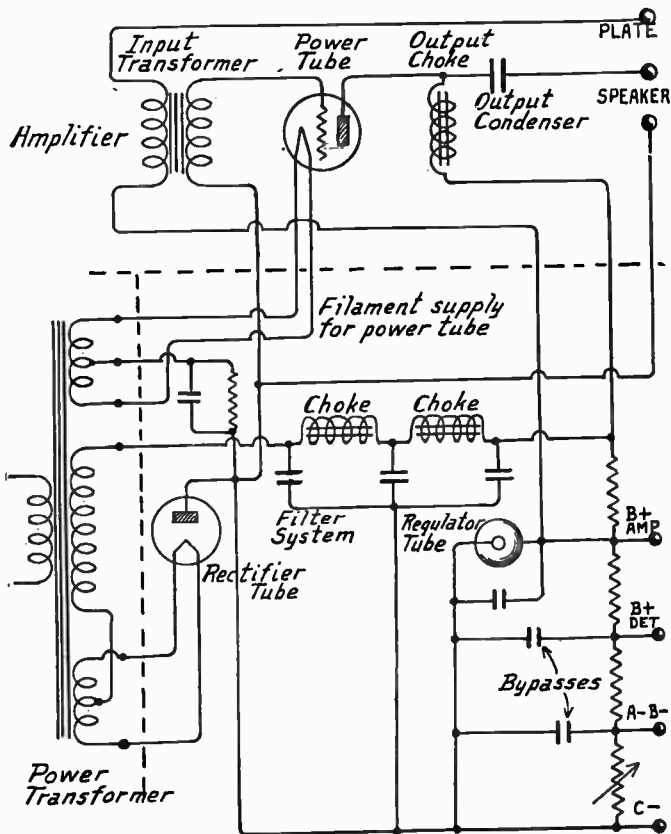 PLATE
Input
Transformer
Power
Tube
Output
Choke
SPEAKER
Output
Condenser
Amplifier
Filament supply
for power tube
Choke
Choke
Filter
System
Regulator
Tube
B+
AMP
Rectifier
Tube
B+
DET
Bypasses
A-B-
Power
Transformer
C-